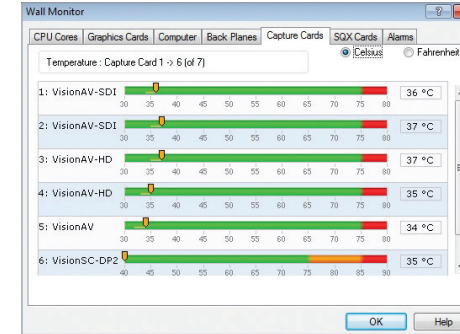 Wall Monitor
CPU Cores Graphics Cards Computer Back Planes Capture Cards SQX Cards Alarms
Temperature : Capture Card 1 -> 6 (of 7)
Celsius Fahrenheit
1: VisionAV-SDI 36 °C
30 35 40 45 50 55 60 65 70 75 80
2: VisionAV-SDI 37 °C
30 35 40 45 50 55 60 65 70 75 80
3: VisionAV-HD 37 °C
30 35 40 45 50 55 60 65 70 75 80
4: VisionAV-HD 35 °C
30 35 40 45 50 55 60 65 70 75 80
5: VisionAV 34 °C
30 35 40 45 50 55 60 65 70 75 80
6: VisionSC-DP2 35 °C
40 45 50 55 60 65 70 75 80 85 90
OK Help